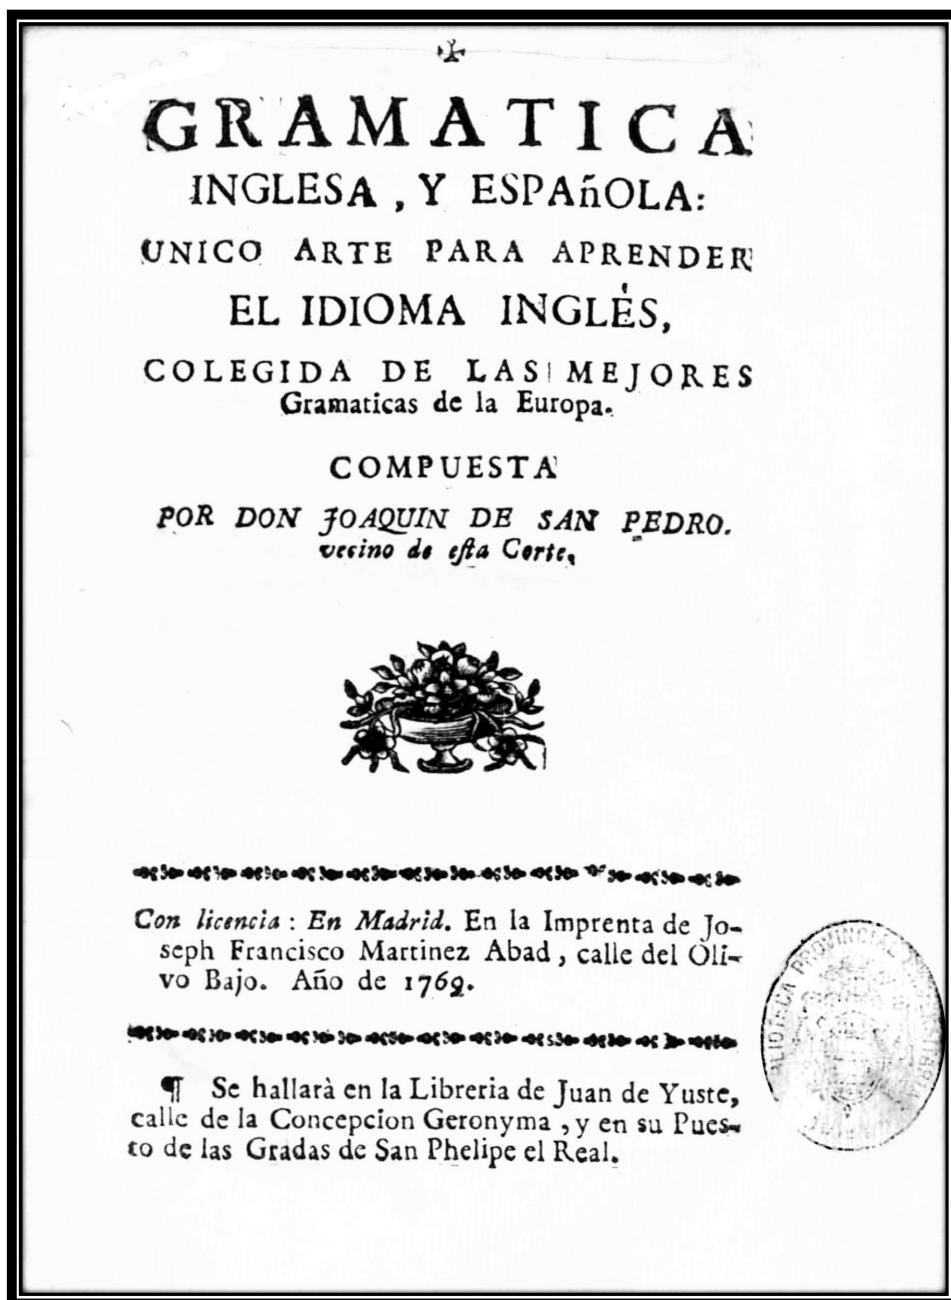 ✠
GRAMATICA
INGLESA, Y ESPAñOLA:
UNICO ARTE PARA APRENDER
EL IDIOMA INGLÉS,
COLEGIDA DE LAS MEJORES
Gramaticas de la Europa.
COMPUESTA
POR DON JOAQUIN DE SAN PEDRO.
vecino de eſta Corte,
Con licencia : En Madrid. En la Imprenta de Jo-
seph Francisco Martinez Abad, calle del Oli-
vo Bajo. Año de 1769.
¶ Se hallarà en la Libreria de Juan de Yuste,
calle de la Concepcion Geronyma, y en su Pues-
to de las Gradas de San Phelipe el Real.
BIBLIOTECA PROVINCIAL